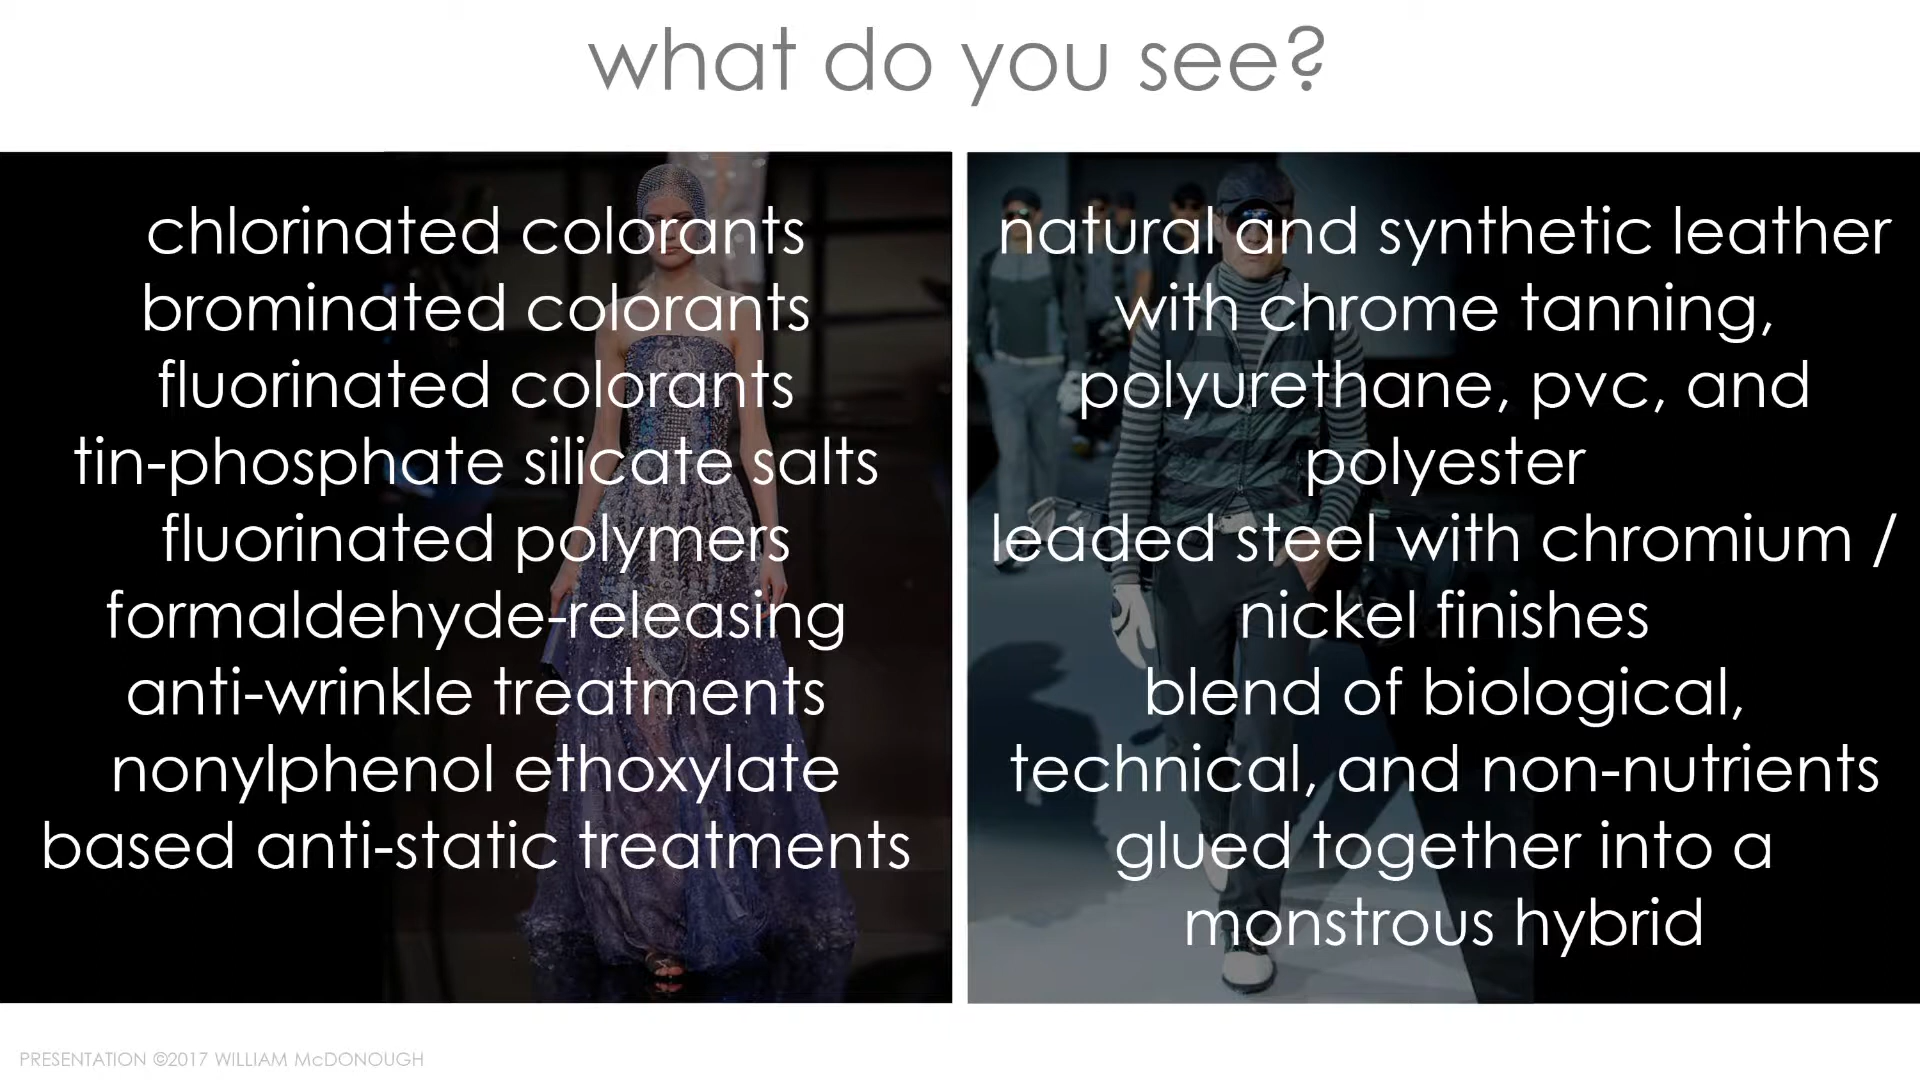 what do you see?
chlorinated colorants
brominated colorants
fluorinated colorants
tin-phosphate silicate salts
fluorinated polymers
formaldehyde-releasing
anti-wrinkle treatments
nonylphenol ethoxylate
based anti-static treatments
natural and synthetic leather
with chrome tanning,
polyurethane, pvc, and
polyester
leaded steel with chromium /
nickel finishes
blend of biological,
technical, and non-nutrients
glued together into a
monstrous hybrid
PRESENTATION ©2017 WILLIAM McDONOUGH